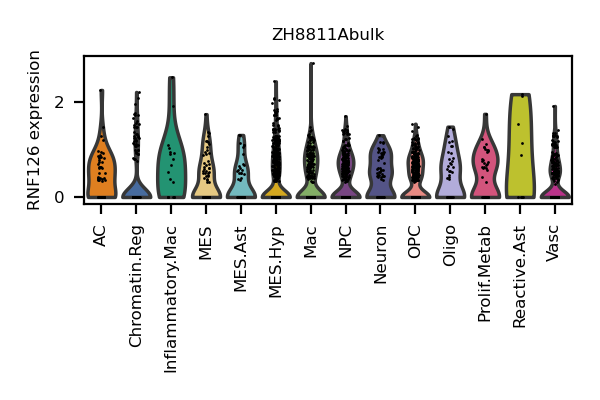 ZH8811Abulk
RNF126 expression
2
0
AC
Chromatin.Reg
Inflammatory.Mac
MES
MES.Ast
MES.Hyp
Mac
NPC
Neuron
OPC
Oligo
Prolif.Metab
Reactive.Ast
Vasc